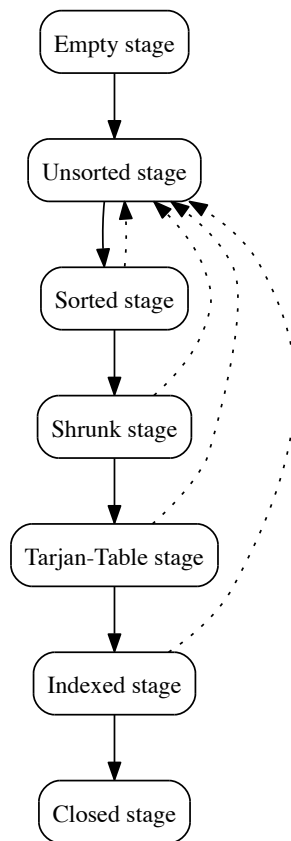 Empty stage
Unsorted stage
Sorted stage
Shrunk stage
Tarjan-Table stage
Indexed stage
Closed stage